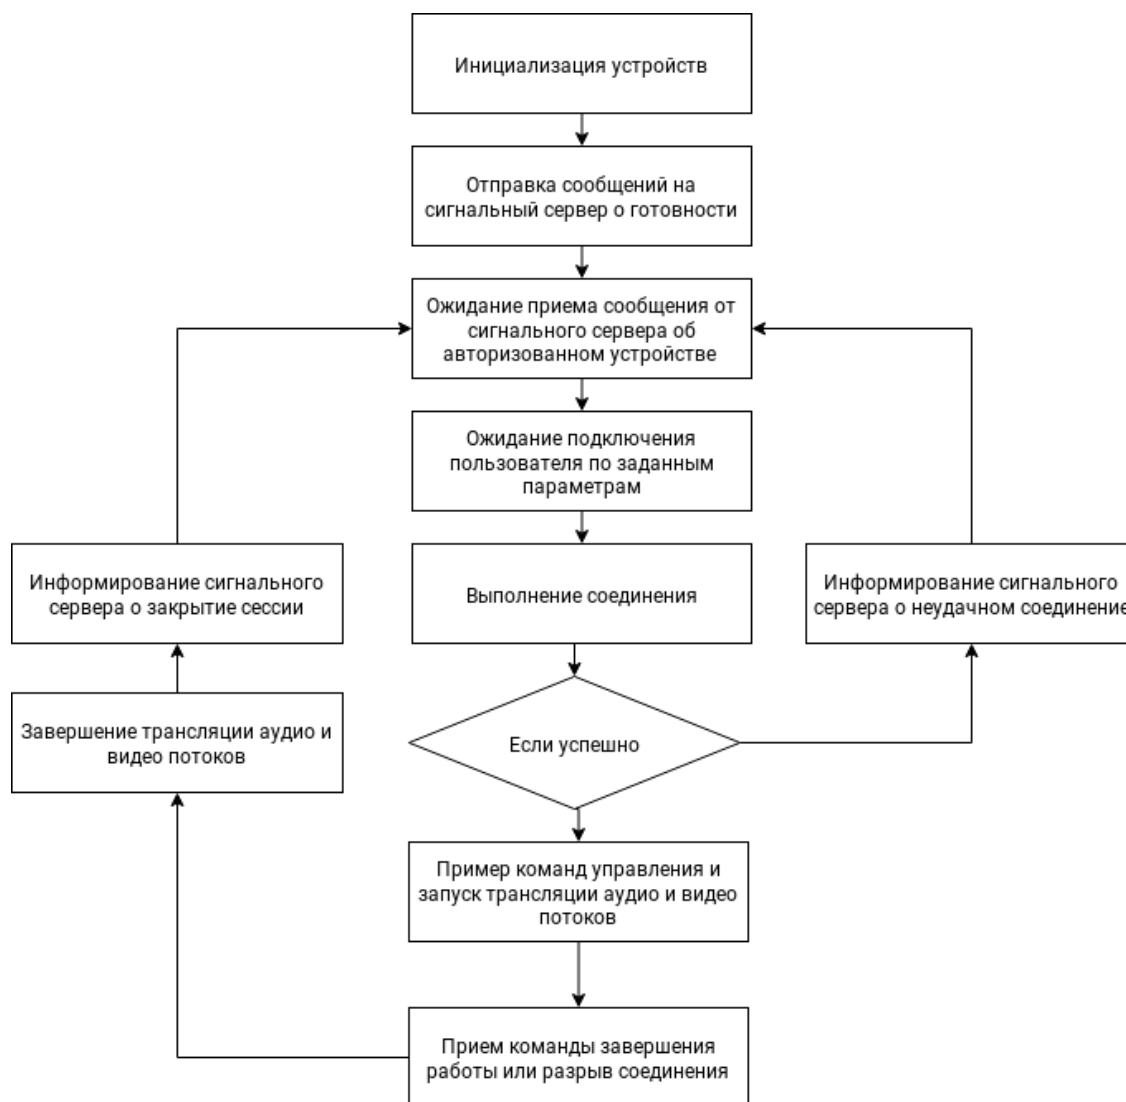 Инициализация устройств
Отправка сообщений на
сигнальный сервер о готовности
Ожидание приема сообщения от
сигнального сервера об
авторизованном устройстве
Ожидание подключения
пользователя по заданным
параметрам
Информирование сигнального
сервера о закрытие сессии
Выполнение соединения
Информирование сигнального
сервера о неудачном соединение
Завершение трансляции аудио и
видео потоков
Если успешно
Пример команд управления и
запуск трансляции аудио и видео
потоков
Прием команды завершения
работы или разрыв соединения